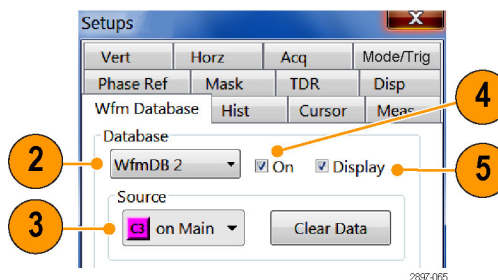 Setups X
Vert Horz Acq Mode/Trig
Phase Ref Mask TDR Disp
Wfm Database Hist Cursor Meas
4
Database
2 WfmDB 2 On Display 5
Source
3 C3 on Main Clear Data
2897-065